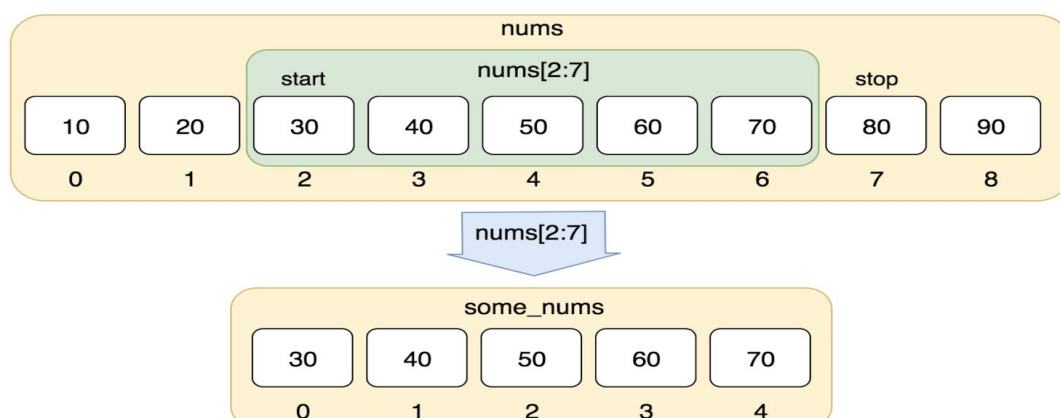 nums
start nums[2:7] stop
10 20 30 40 50 60 70 80 90
0 1 2 3 4 5 6 7 8
nums[2:7]
some_nums
30 40 50 60 70
0 1 2 3 4